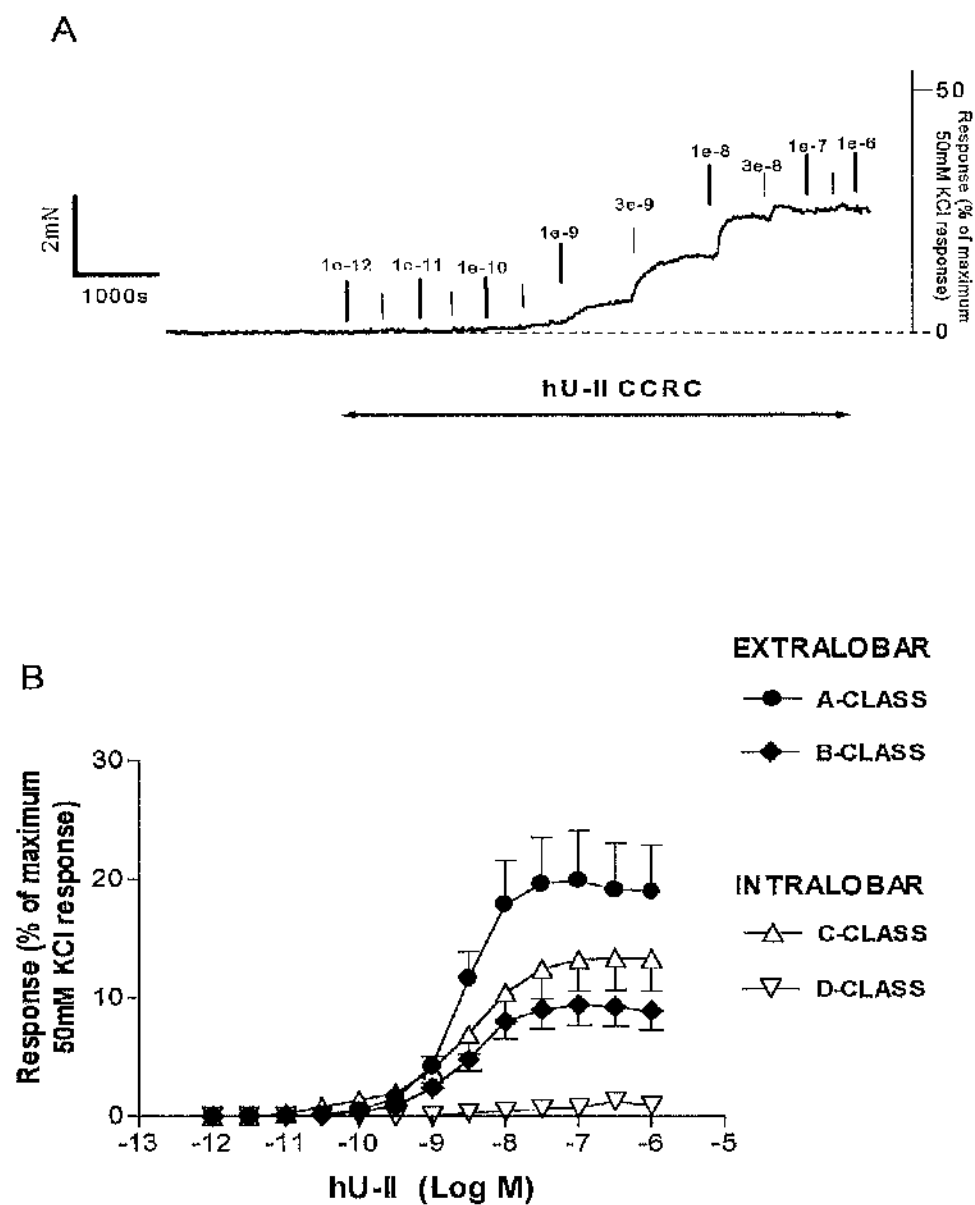 A
50
1e-8
3e-8
1e-7
1e-6
3e-9
1e-9
1e-12
1e-11
1e-10
2mN
1000s
0
Response (% of maximum
50mM KCl response)
hU-II CCRC
B
EXTRALOBAR
A-CLASS
B-CLASS
INTRALOBAR
C-CLASS
D-CLASS
Response (% of maximum
50mM KCl response)
30
20
10
0
-13
-12
-11
-10
-9
-8
-7
-6
-5
hU-II (Log M)